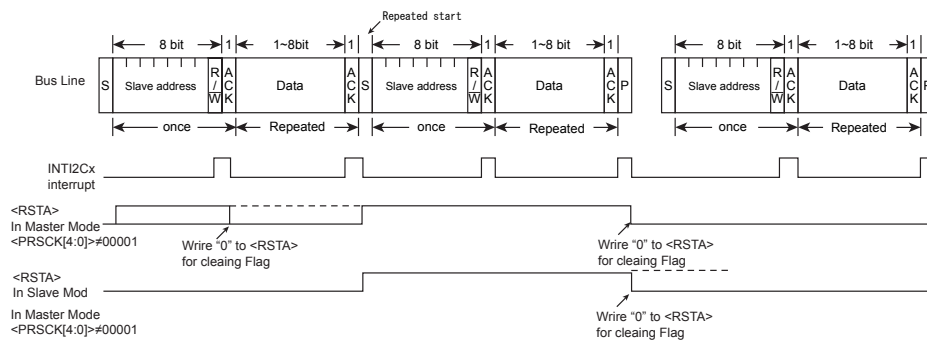 Repeated start
8 bit 1 1~8bit 1 8 bit 1 1~8 bit 1 8 bit 1 1~8 bit 1
Bus Line S Slave address R/W ACK Data ACK S Slave address R/W ACK Data ACK P S Slave address R/W ACK Data ACK P
once Repeated once Repeated once Repeated
INTI2Cx
interrupt
<RSTA>
In Master Mode
<PRSCK[4:0]>≠00001
Wrire “0” to <RSTA>
for cleaing Flag
Wrire “0” to <RSTA>
for cleaing Flag
<RSTA>
In Slave Mod
In Master Mode
<PRSCK[4:0]>≠00001
Wrire “0” to <RSTA>
for cleaing Flag